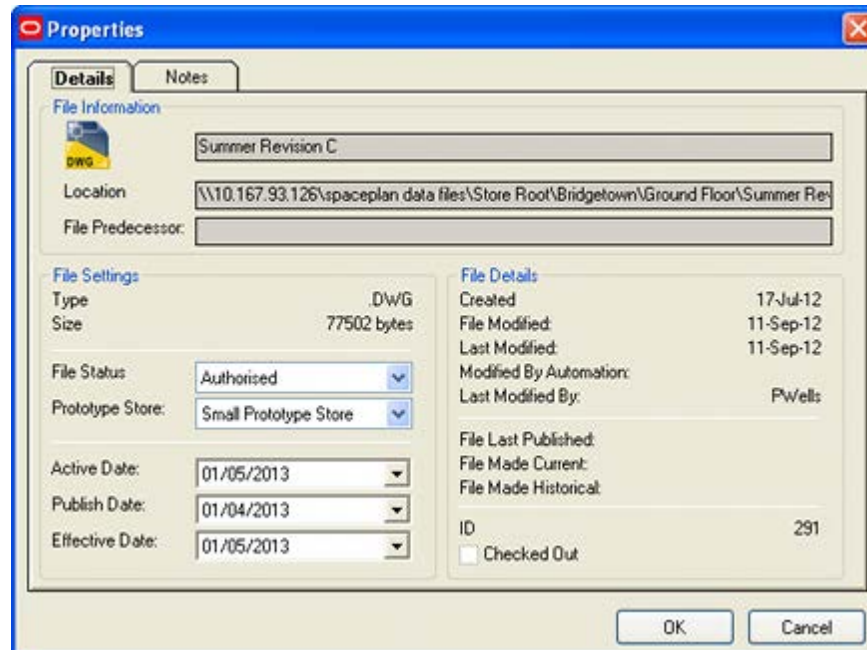 Properties
Details Notes
File Information
DWG
Summer Revision C
Location \\10.167.93.126\spaceplan data files\Store Root\Bridgetown\Ground Floor\Summer Rev
File Predecessor:
File Settings
Type .DWG
Size 77502 bytes
File Status Authorised
Prototype Store: Small Prototype Store
Active Date: 01/05/2013
Publish Date: 01/04/2013
Effective Date: 01/05/2013
File Details
Created 17-Jul-12
File Modified: 11-Sep-12
Last Modified: 11-Sep-12
Modified By Automation:
Last Modified By: PWells
File Last Published:
File Made Current:
File Made Historical:
ID 291
Checked Out
OK Cancel